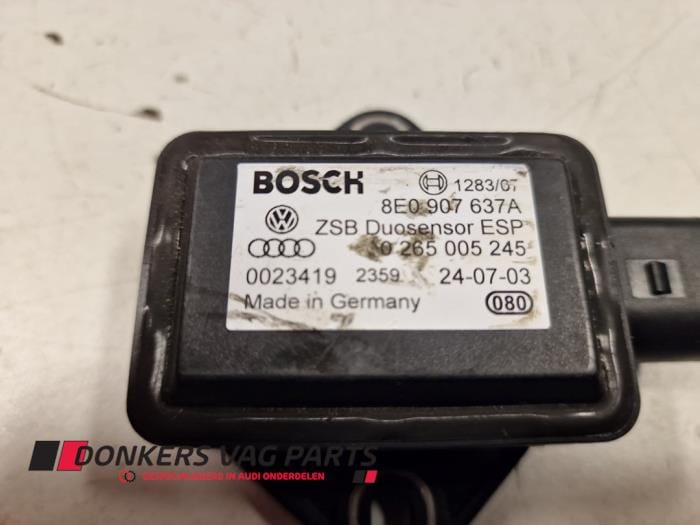 BOSCH 1283/07
8E0 907 637A
ZSB Duosensor ESP
0 265 005 245
0023419 2359 24-07-03
Made in Germany 080
DONKERS VAG PARTS
GESPECIALISEERD IN AUDI ONDERDELEN